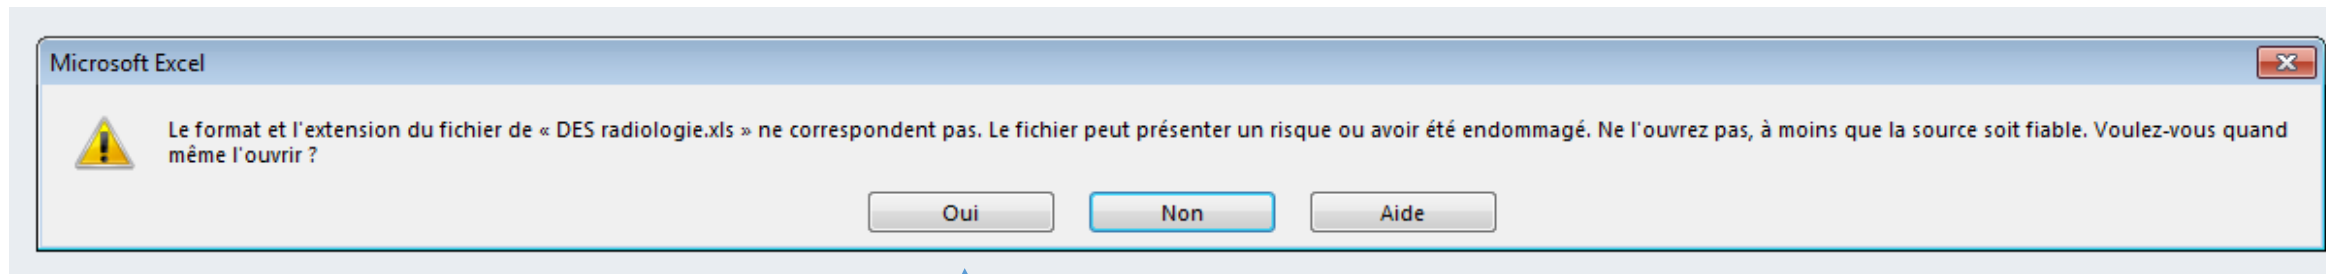 Microsoft Excel
Le format et l'extension du fichier de « DES radiologie.xls » ne correspondent pas. Le fichier peut présenter un risque ou avoir été endommagé. Ne l'ouvrez pas, à moins que la source soit fiable. Voulez-vous quand
même l'ouvrir ?
Oui Non Aide